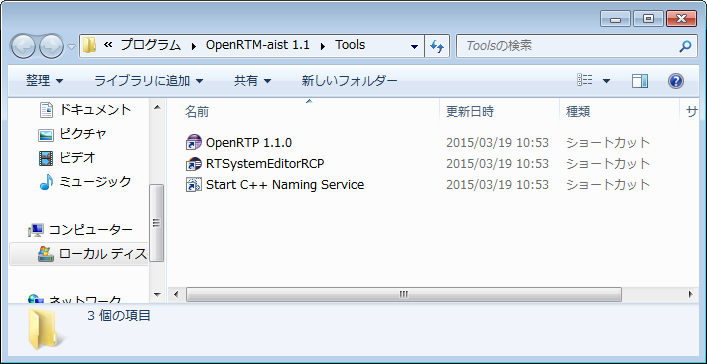 « プログラム ▸ OpenRTM-aist 1.1 ▸ Tools
Toolsの検索
整理 ライブラリに追加 共有 新しいフォルダー
ドキュメント
ピクチャ
ビデオ
ミュージック
コンピューター
ローカル ディス
ネットワーク
名前 更新日時 種類 サ
OpenRTP 1.1.0 2015/03/19 10:53 ショートカット
RTSystemEditorRCP 2015/03/19 10:53 ショートカット
Start C++ Naming Service 2015/03/19 10:53 ショートカット
3 個の項目